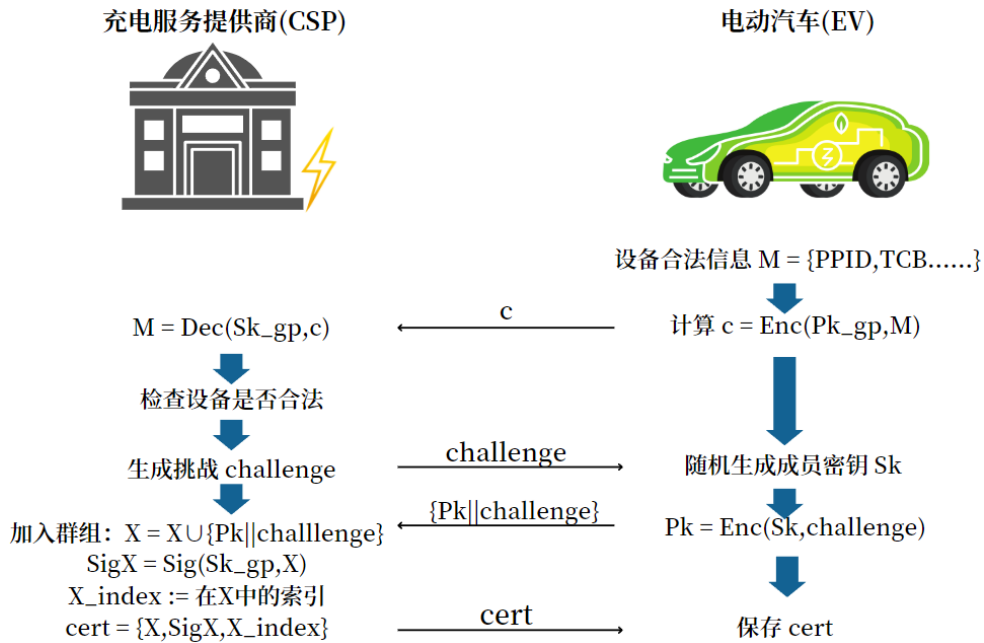 充电服务提供商(CSP)
电动汽车(EV)
设备合法信息 M = {PPID,TCB......}
M = Dec(Sk_gp,c)
c
计算 c = Enc(Pk_gp,M)
检查设备是否合法
生成挑战 challenge
challenge
随机生成成员密钥 Sk
{Pk||challenge}
加入群组：X = X∪{Pk||challlenge}
Pk = Enc(Sk,challenge)
SigX = Sig(Sk_gp,X)
X_index := 在X中的索引
cert = {X,SigX,X_index}
cert
保存 cert